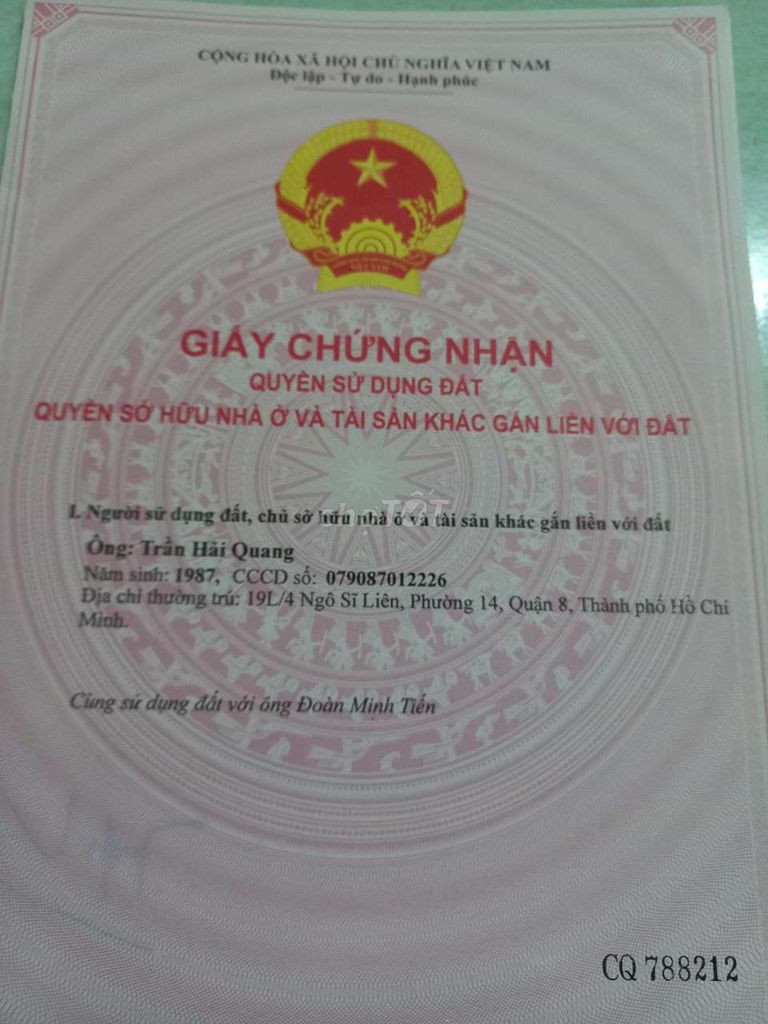 CỘNG HÒA XÃ HỘI CHỦ NGHĨA VIỆT NAM
Độc lập - Tự do - Hạnh phúc
VIỆT NAM
GIẤY CHỨNG NHẬN
QUYỀN SỬ DỤNG ĐẤT
QUYỀN SỞ HỮU NHÀ Ở VÀ TÀI SẢN KHÁC GẮN LIỀN VỚI ĐẤT
I. Người sử dụng đất, chủ sở hữu nhà ở và tài sản khác gắn liền với đất
chợTỐT
Ông: Trần Hải Quang
Năm sinh: 1987, CCCD số: 079087012226
Địa chỉ thường trú: 19L/4 Ngô Sĩ Liên, Phường 14, Quận 8, Thành phố Hồ Chí
Minh.
Cùng sử dụng đất với ông Đoàn Minh Tiến
CQ 788212